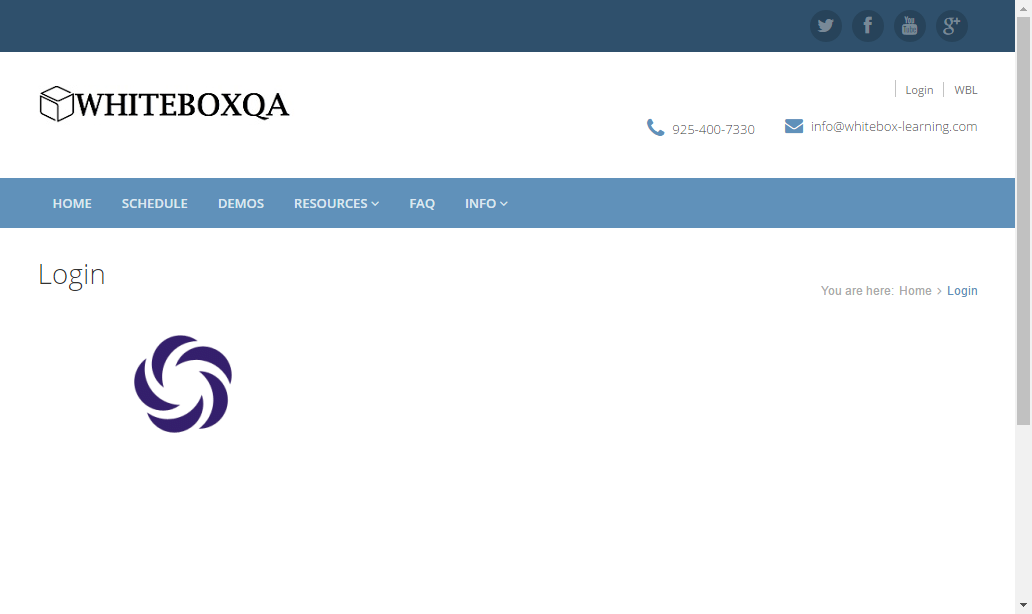 You
Tube
g+
Login
WBL
WHITEBOXQA
925-400-7330
info@whitebox-learning.com
HOME
SCHEDULE
DEMOS
RESOURCES
FAQ
INFO
Login
You are here: Home > Login